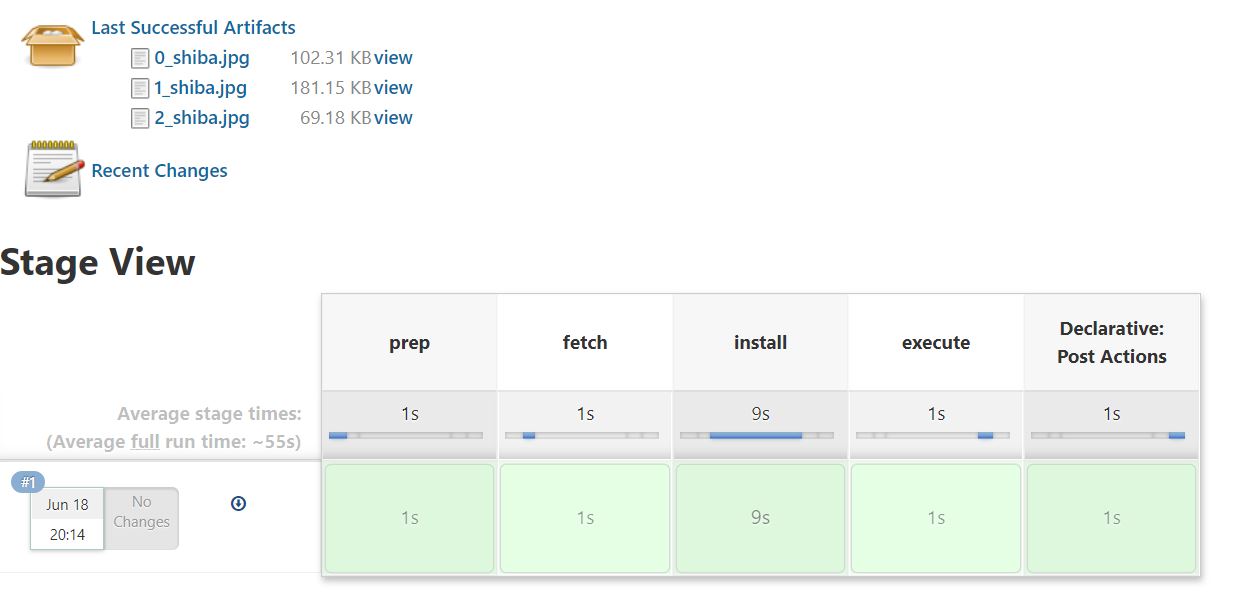 Last Successful Artifacts
0_shiba.jpg 102.31 KB view
1_shiba.jpg 181.15 KB view
2_shiba.jpg 69.18 KB view
Recent Changes
Stage View
prep fetch install execute Declarative:
Post Actions
Average stage times: 1s 1s 9s 1s 1s
(Average full run time: ~55s)
#1
Jun 18 No
Changes
20:14
1s 1s 9s 1s 1s